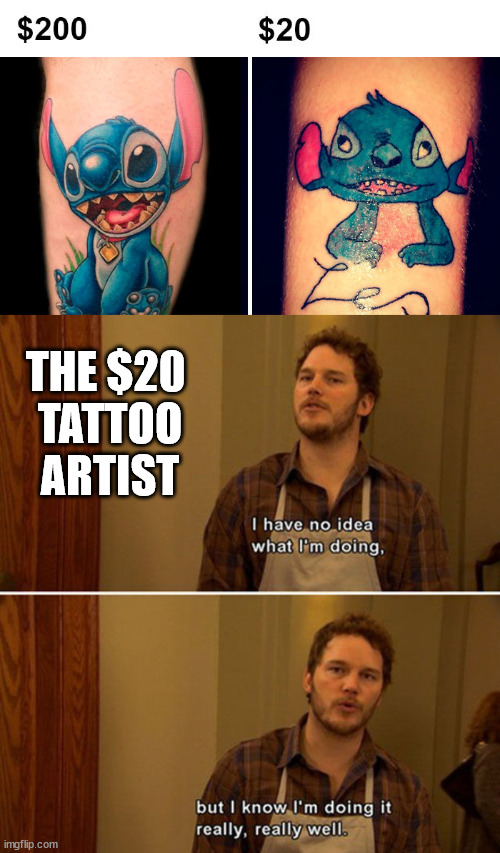 $200 $20
THE $20
TATTOO
ARTIST
I have no idea
what I'm doing,
but I know I'm doing it
really, really well.
imgflip.com